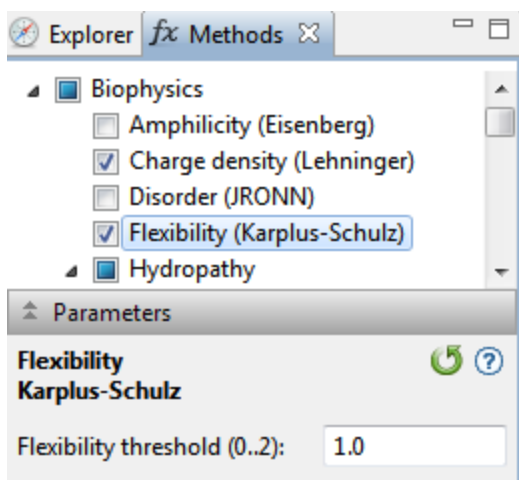 Explorer fx Methods
Biophysics
Amphilicity (Eisenberg)
Charge density (Lehninger)
Disorder (JRONN)
Flexibility (Karplus-Schulz)
Hydropathy
Parameters
Flexibility
Karplus-Schulz
Flexibility threshold (0..2): 1.0